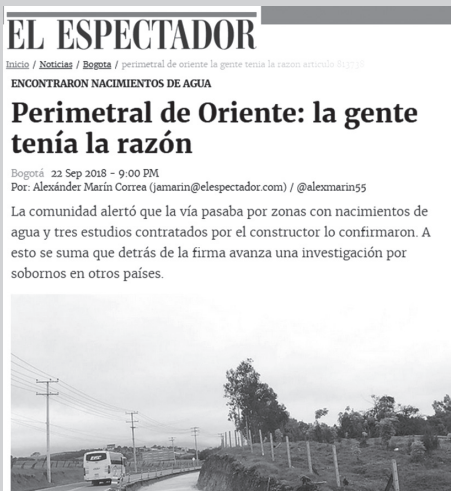 EL ESPECTADOR
Inicio / Noticias / Bogota / perimetral de oriente la gente tenia la razon articulo
ENCONTRARON NACIMIENTOS DE AGUA
Perimetral de Oriente: la gente
tenía la razón
Bogotá 22 Sep 2018 - 9:00 PM
Por: Alexánder Marín Correa (jamarin@elespectador.com) / @alexmarin55
La comunidad alertó que la vía pasaba por zonas con nacimientos de
agua y tres estudios contratados por el constructor lo confirmaron. A
esto se suma que detrás de la firma avanza una investigación por
sobornos en otros países.